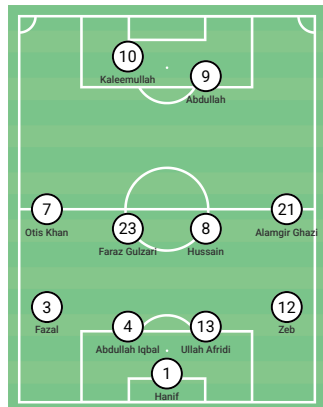 10
Kaleemullah
9
Abdullah
7
Otis Khan
23
Faraz Gulzari
8
Hussain
21
Alamgir Ghazi
3
Fazal
4
Abdullah Iqbal
13
Ullah Afridi
12
Zeb
1
Hanif